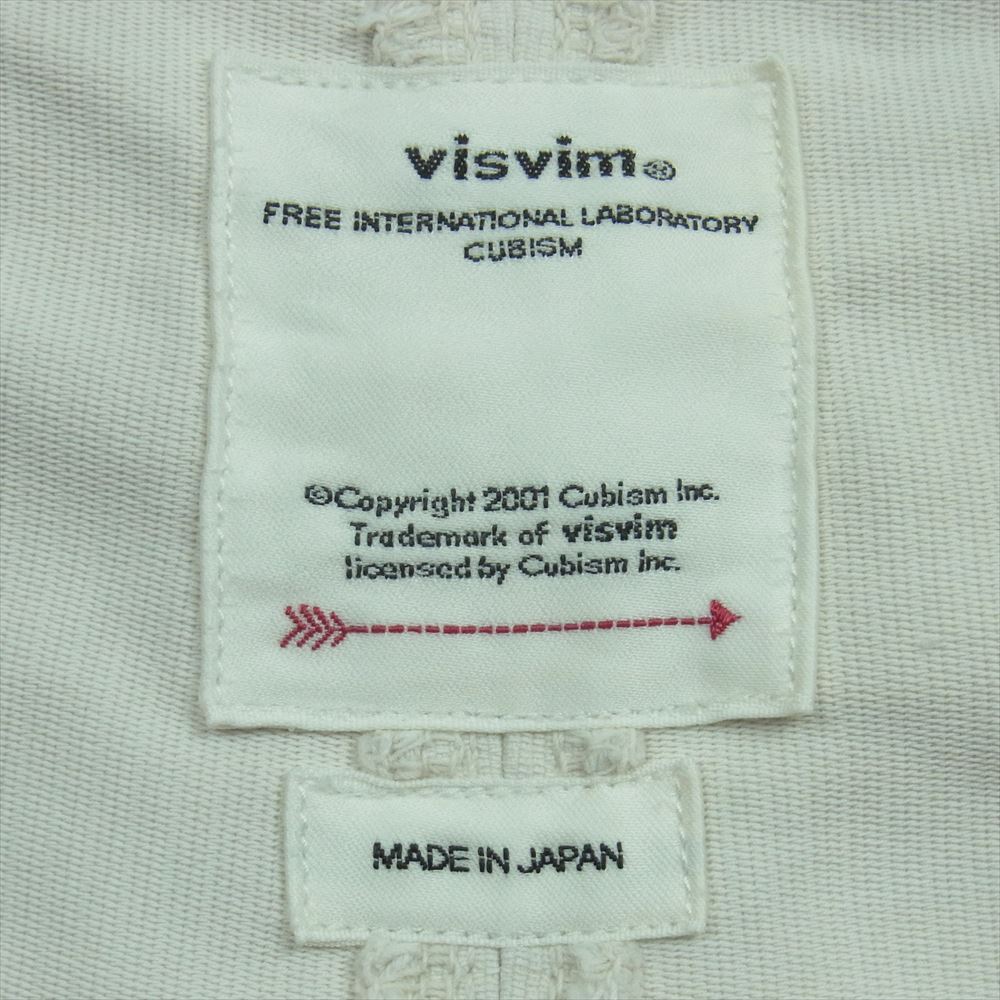 visvim®
FREE INTERNATIONAL LABORATORY
CUBISM
©Copyright 2001 Cubism Inc.
Trademark of visvim
licensed by Cubism Inc.
MADE IN JAPAN